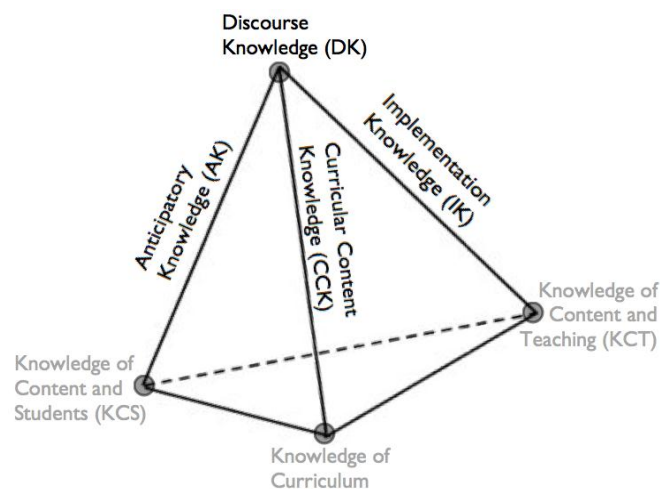 Discourse
Knowledge (DK)
Anticipatory
Knowledge (AK)
Curricular Content
Knowledge (CCK)
Implementation
Knowledge (IK)
Knowledge of
Content and
Teaching (KCT)
Knowledge of
Content and
Students (KCS)
Knowledge of
Curriculum